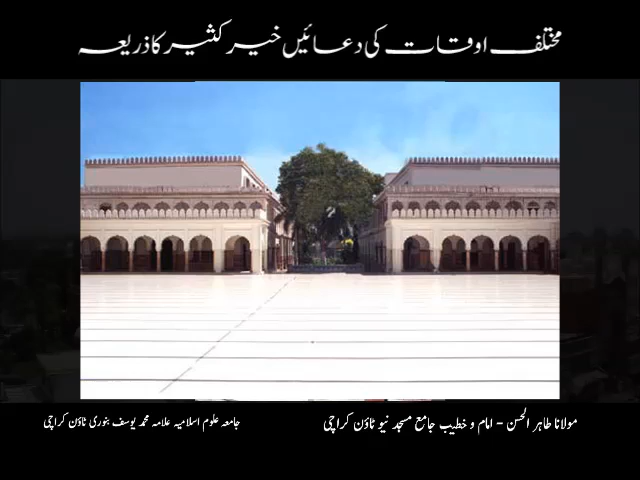 مختلف اوقات کی دعائیں خیر کثیر کا ذریعہ
مولانا طاہر الحسن - امام و خطیب جامع مسجد نیو ٹاؤن کراچی
جامعہ علوم اسلامیہ علامہ محمد یوسف بنوری ٹاؤن کراچی